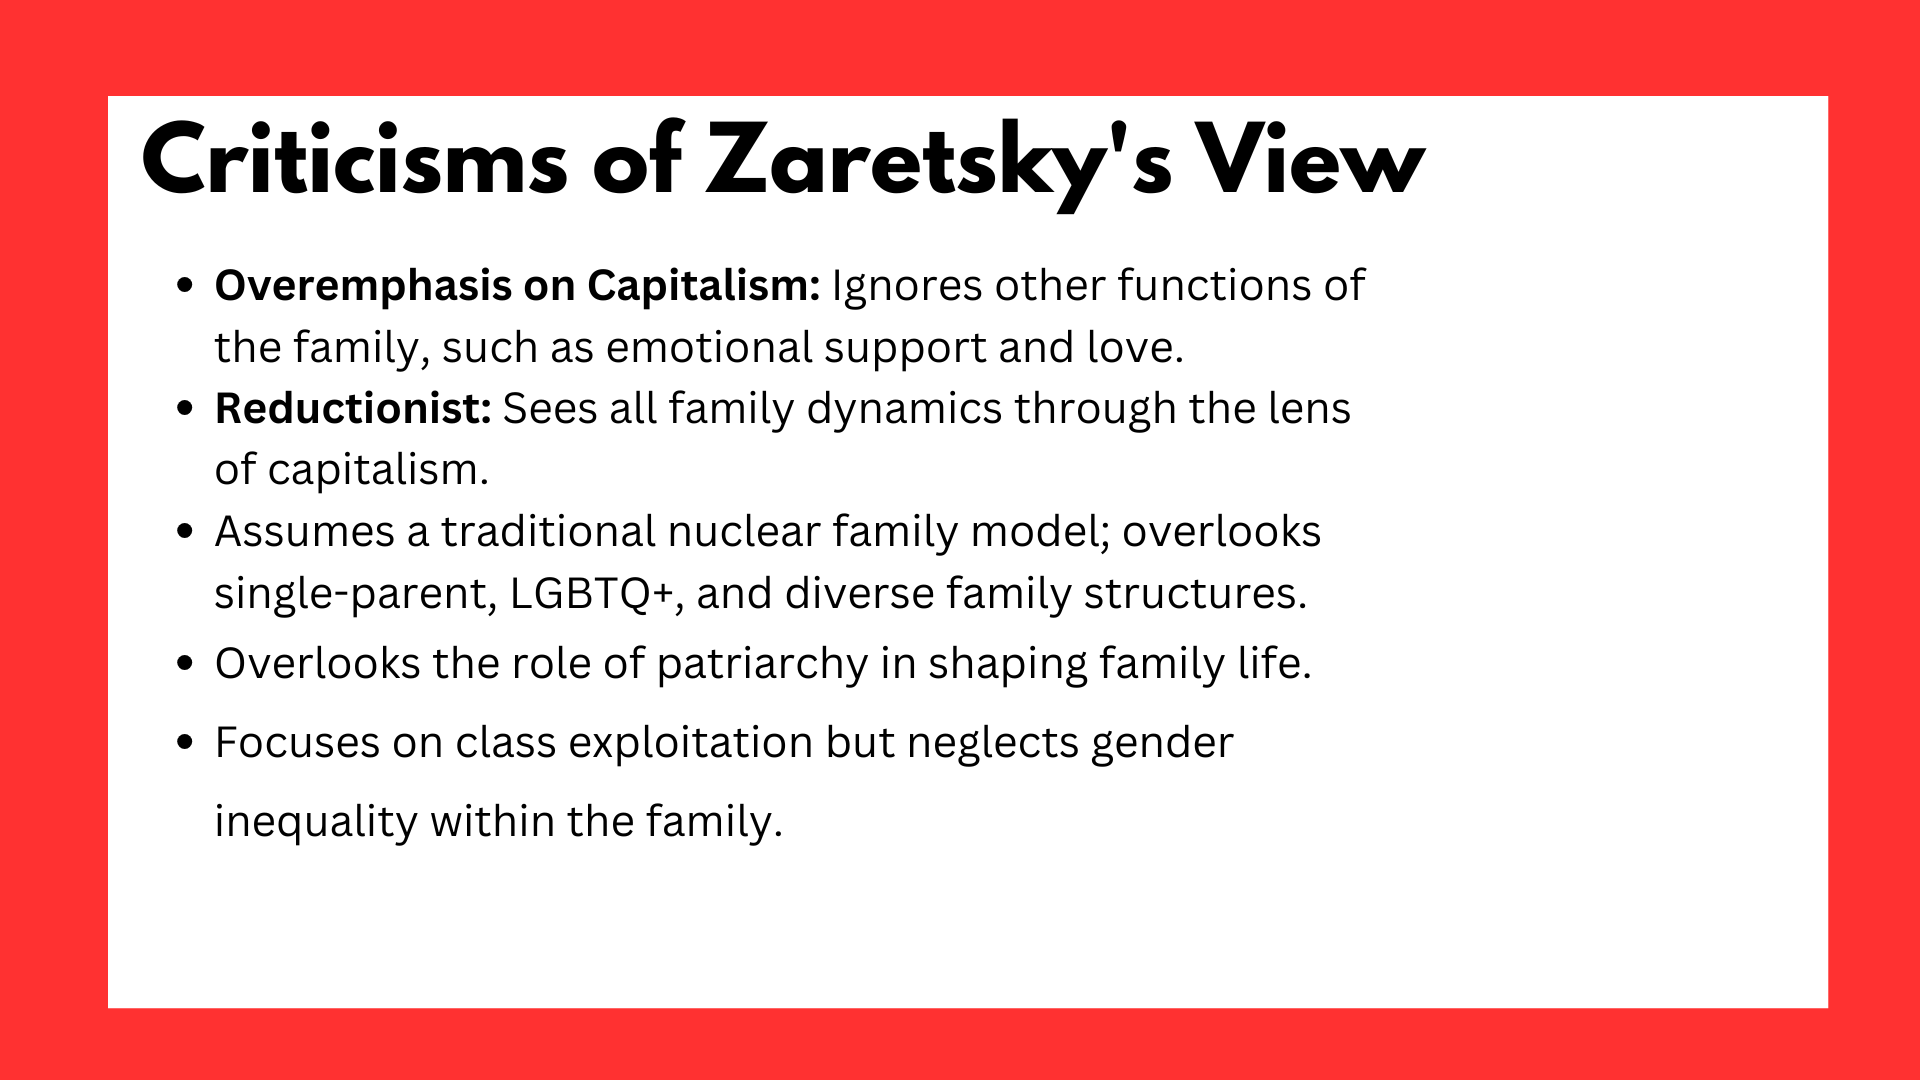 Criticisms of Zaretsky's View
• Overemphasis on Capitalism: Ignores other functions of
the family, such as emotional support and love.
• Reductionist: Sees all family dynamics through the lens
of capitalism.
• Assumes a traditional nuclear family model; overlooks
single-parent, LGBTQ+, and diverse family structures.
• Overlooks the role of patriarchy in shaping family life.
• Focuses on class exploitation but neglects gender
inequality within the family.